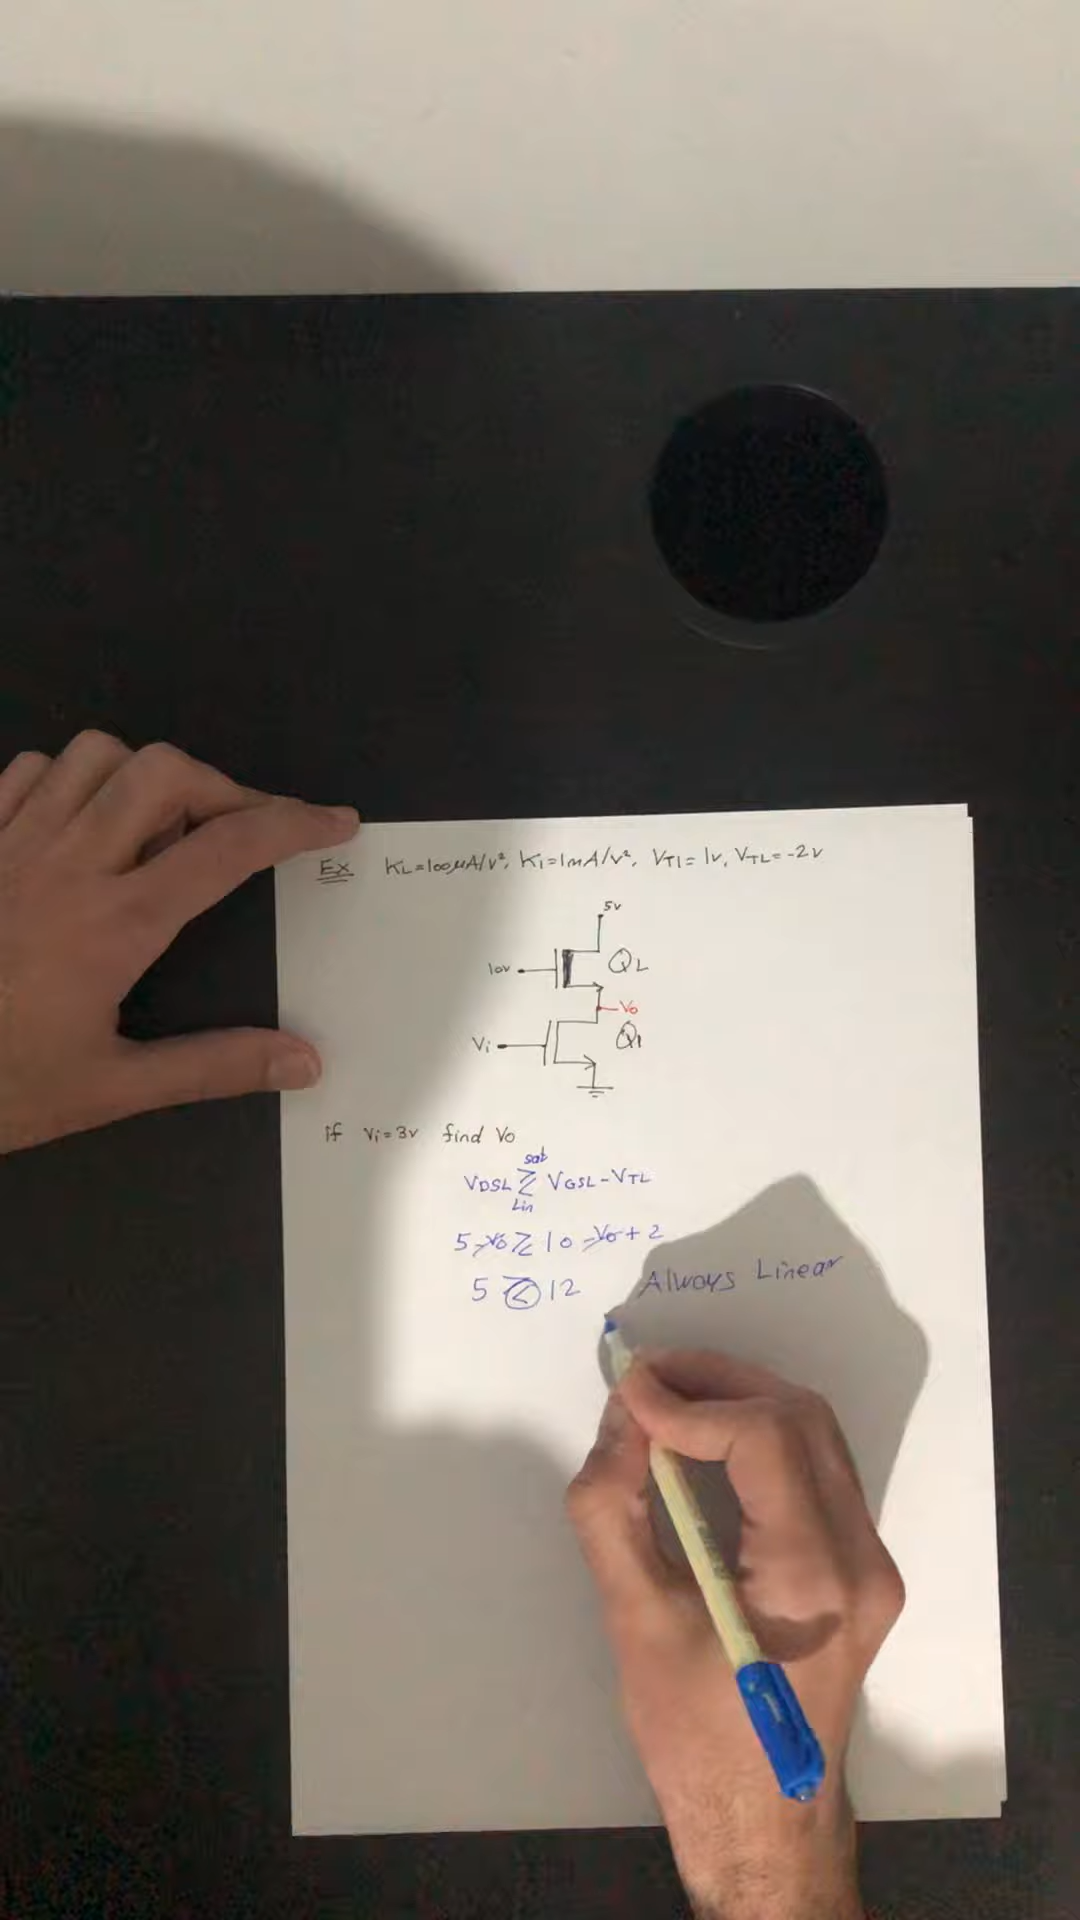 Ex KL=100μA/V², K1=1mA/V², VT1=1V, VTL=-2V
5V
10V
QL
Vo
Vi
Q1
if Vi=3V find Vo
sat
VDSL ≷ VGSL-VTL
Lin
5-Vo ≷ 10-Vo+2
5 < 12 Always Linear